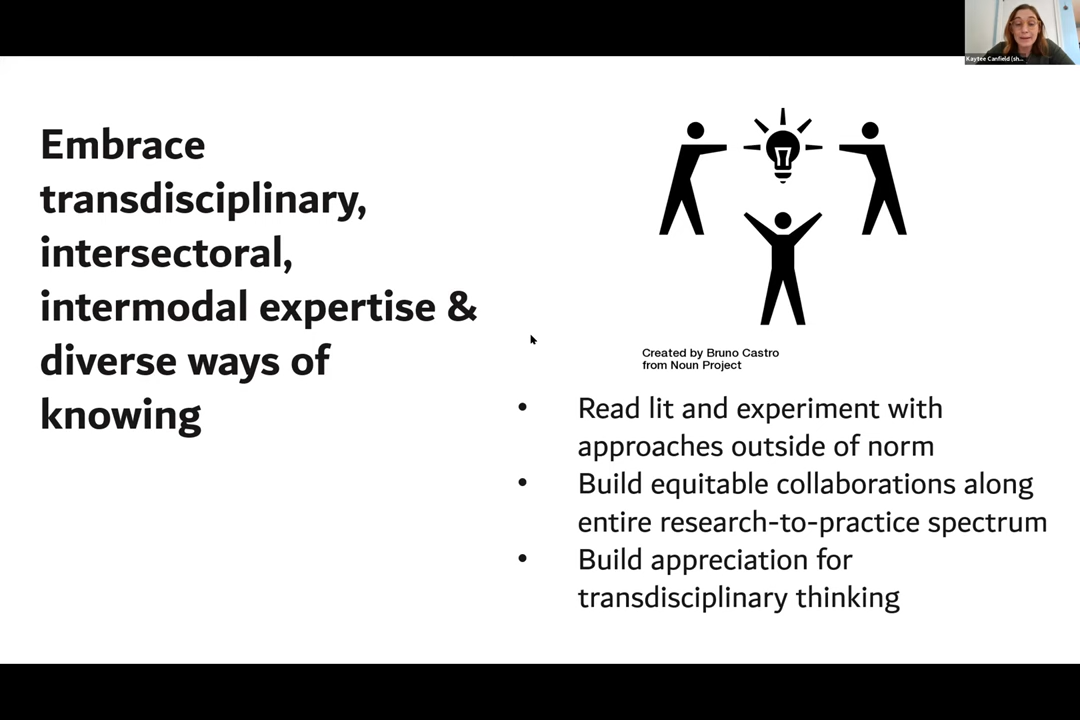 Kaylee Canfield (sh...
Embrace
transdisciplinary,
intersectoral,
intermodal expertise &
diverse ways of
knowing
Created by Bruno Castro
from Noun Project
• Read lit and experiment with
approaches outside of norm
• Build equitable collaborations along
entire research-to-practice spectrum
• Build appreciation for
transdisciplinary thinking